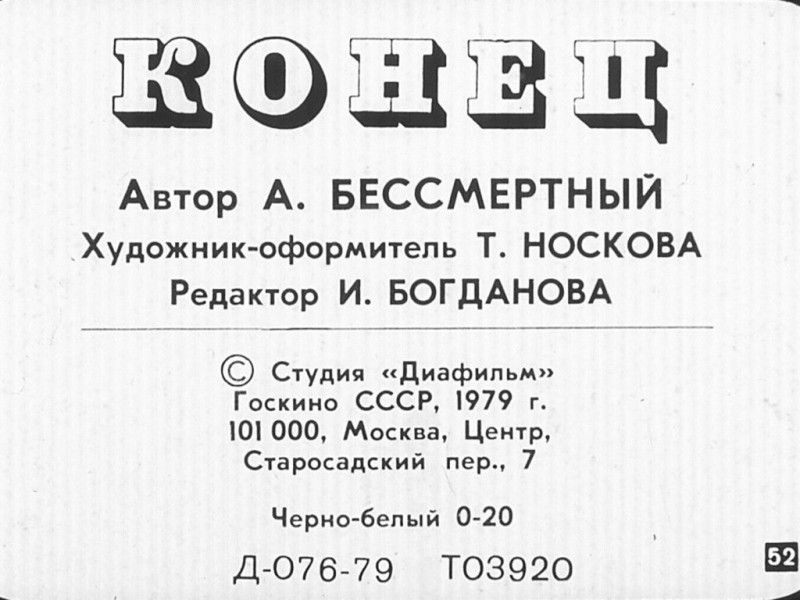 КОНЕЦ
Автор А. БЕССМЕРТНЫЙ
Художник-оформитель Т. НОСКОВА
Редактор И. БОГДАНОВА
© Студия «Диафильм»
Госкино СССР, 1979 г.
101 000, Москва, Центр,
Старосадский пер., 7
Черно-белый 0-20
Д-076-79 Т03920
52